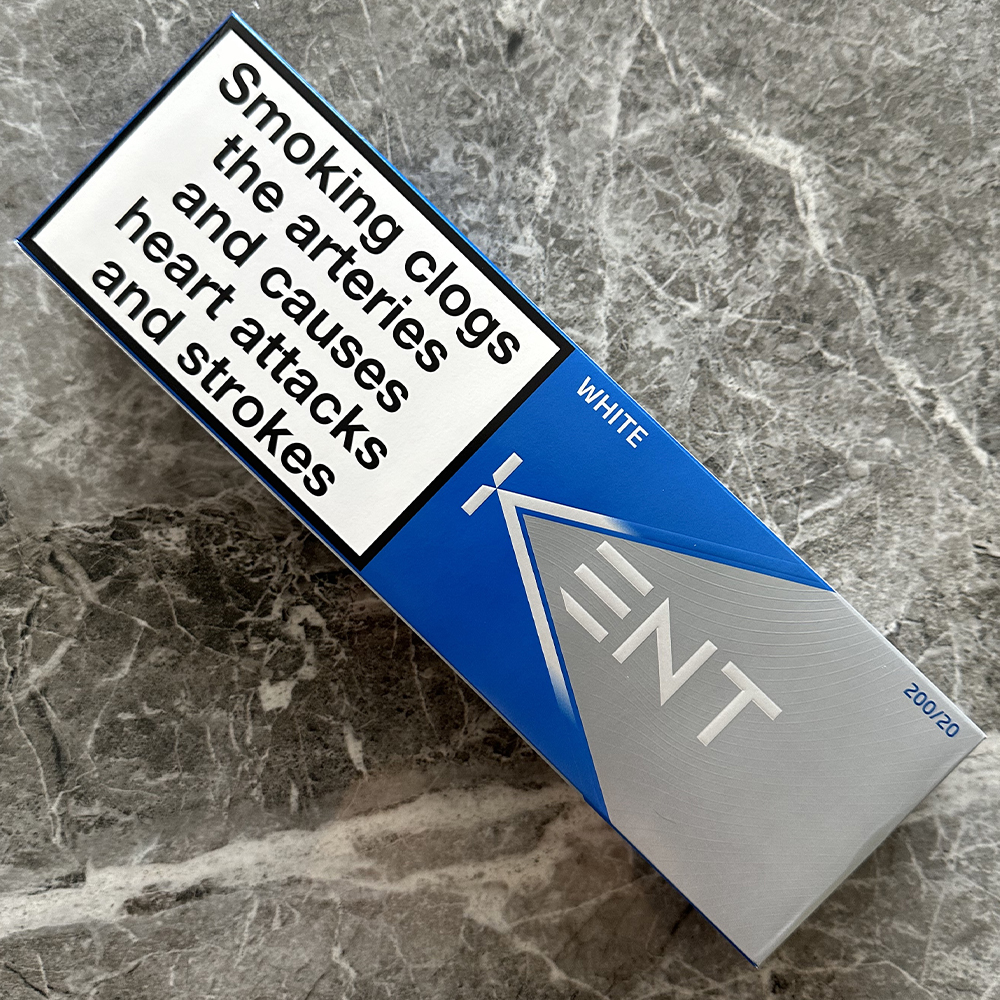 Smoking clogs
the arteries
and causes
heart attacks
and strokes
WHITE
KENT
200/20